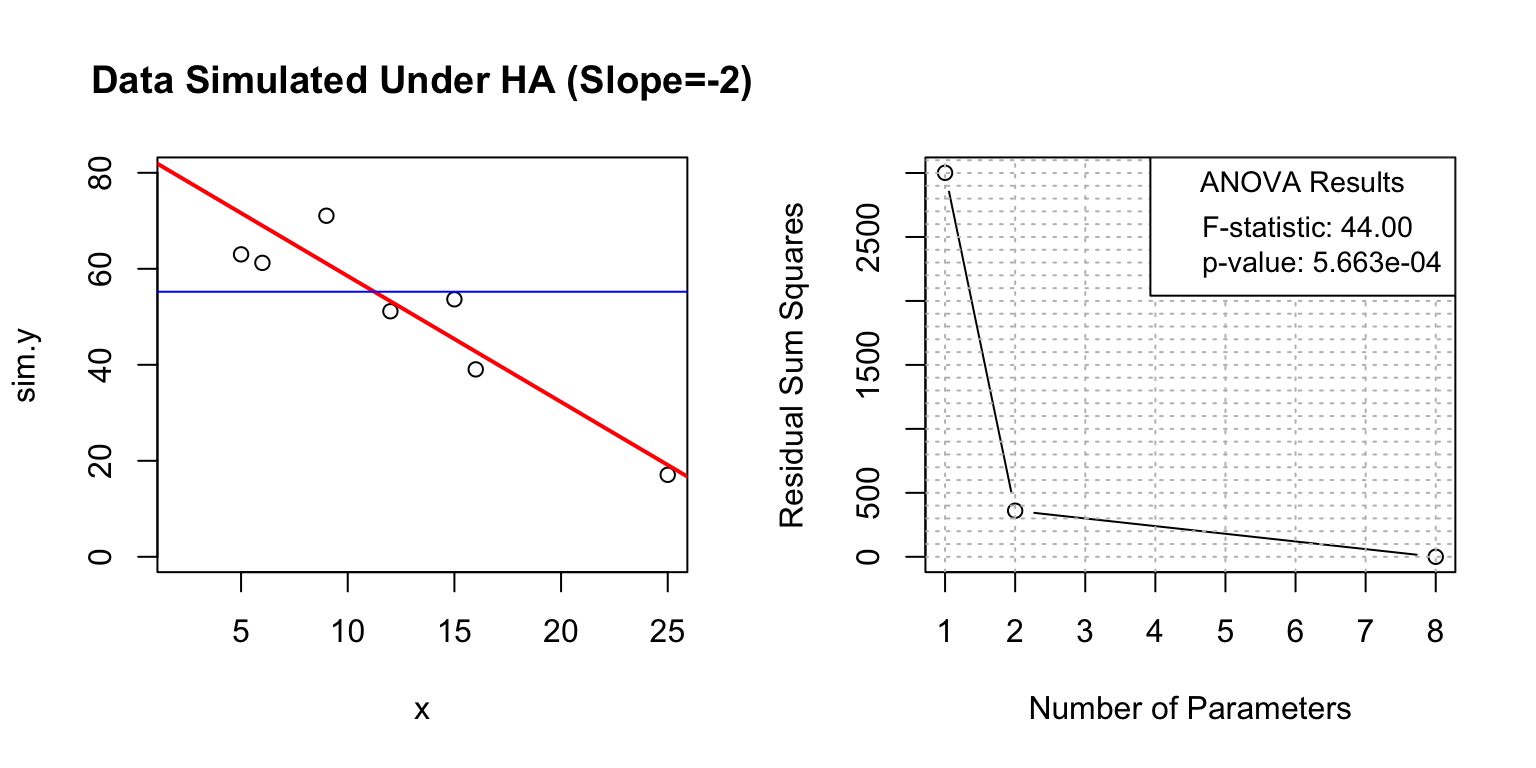 Data Simulated Under HA (Slope=-2)
sim.y
80
60
40
20
0
5 10 15 20 25
x
Residual Sum Squares
2500
1500
500
0
ANOVA Results
F-statistic: 44.00
p-value: 5.663e-04
1 2 3 4 5 6 7 8
Number of Parameters